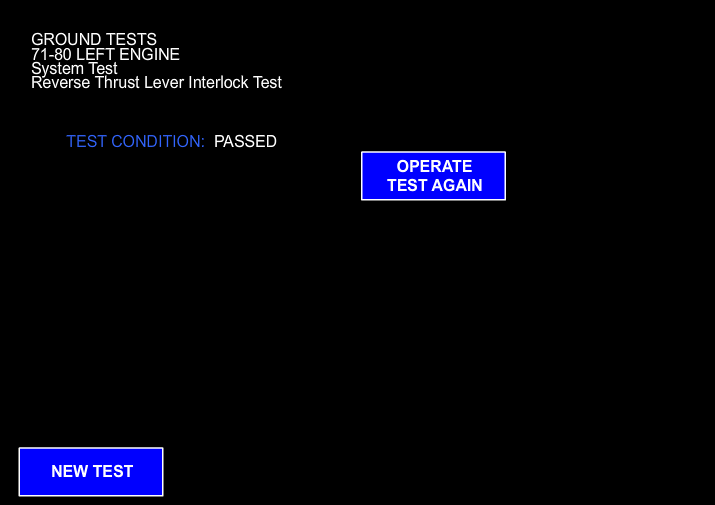 GROUND TESTS
71-80 LEFT ENGINE
System Test
Reverse Thrust Lever Interlock Test
TEST CONDITION: PASSED
OPERATE
TEST AGAIN
NEW TEST